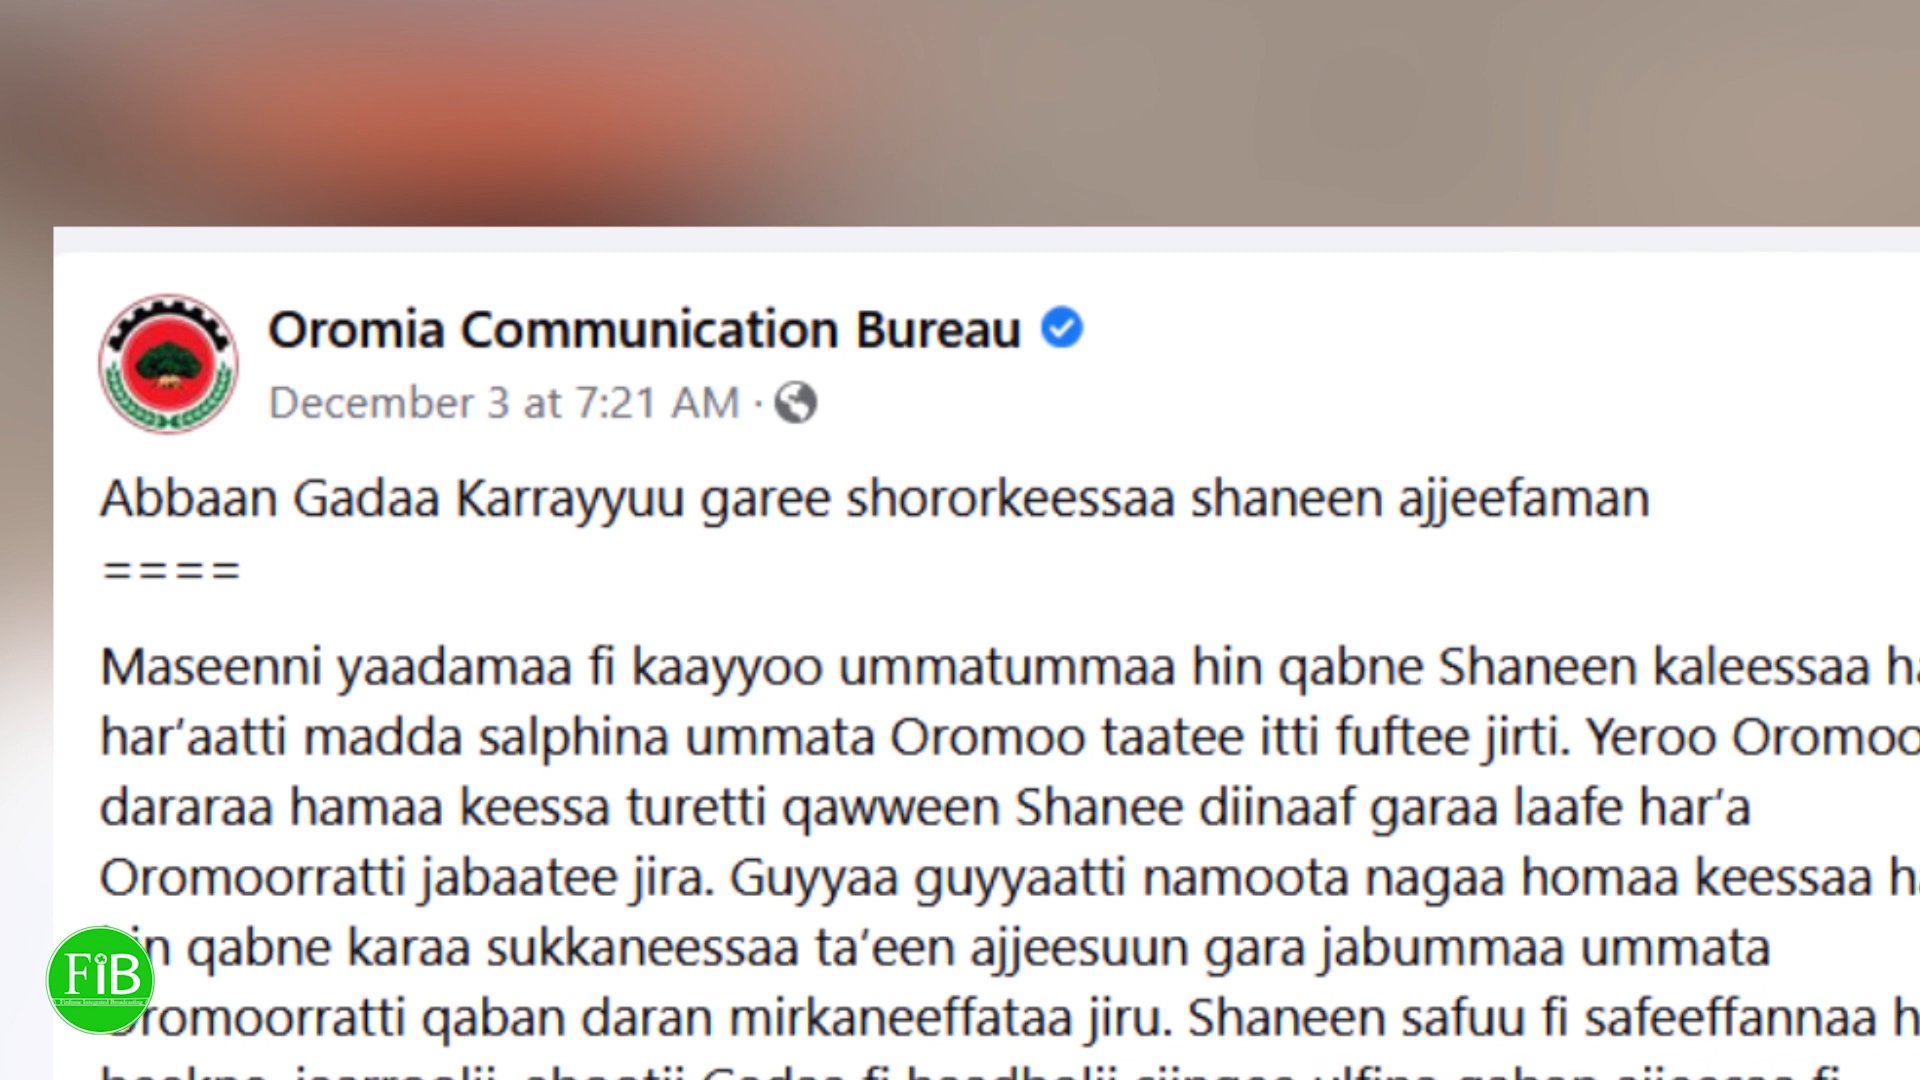 Oromia Communication Bureau
December 3 at 7:21 AM ·
Abbaan Gadaa Karrayyuu garee shororkeessaa shaneen ajjeefaman
====
Maseenni yaadamaa fi kaayyoo ummatummaa hin qabne Shaneen kaleessaa
har’aatti madda salphina ummata Oromoo taatee itti fuftee jirti. Yeroo Oromoo
dararaa hamaa keessa turetti qawween Shanee diinaaf garaa laafe har’a
Oromoorratti jabaatee jira. Guyyaa guyyaatti namoota nagaa homaa keessaa
qabne karaa sukkaneessaa ta’een ajjeesuun gara jabummaa ummata
Oromoorratti qaban daran mirkaneeffataa jiru. Shaneen safuu fi safeeffannaa
FIB